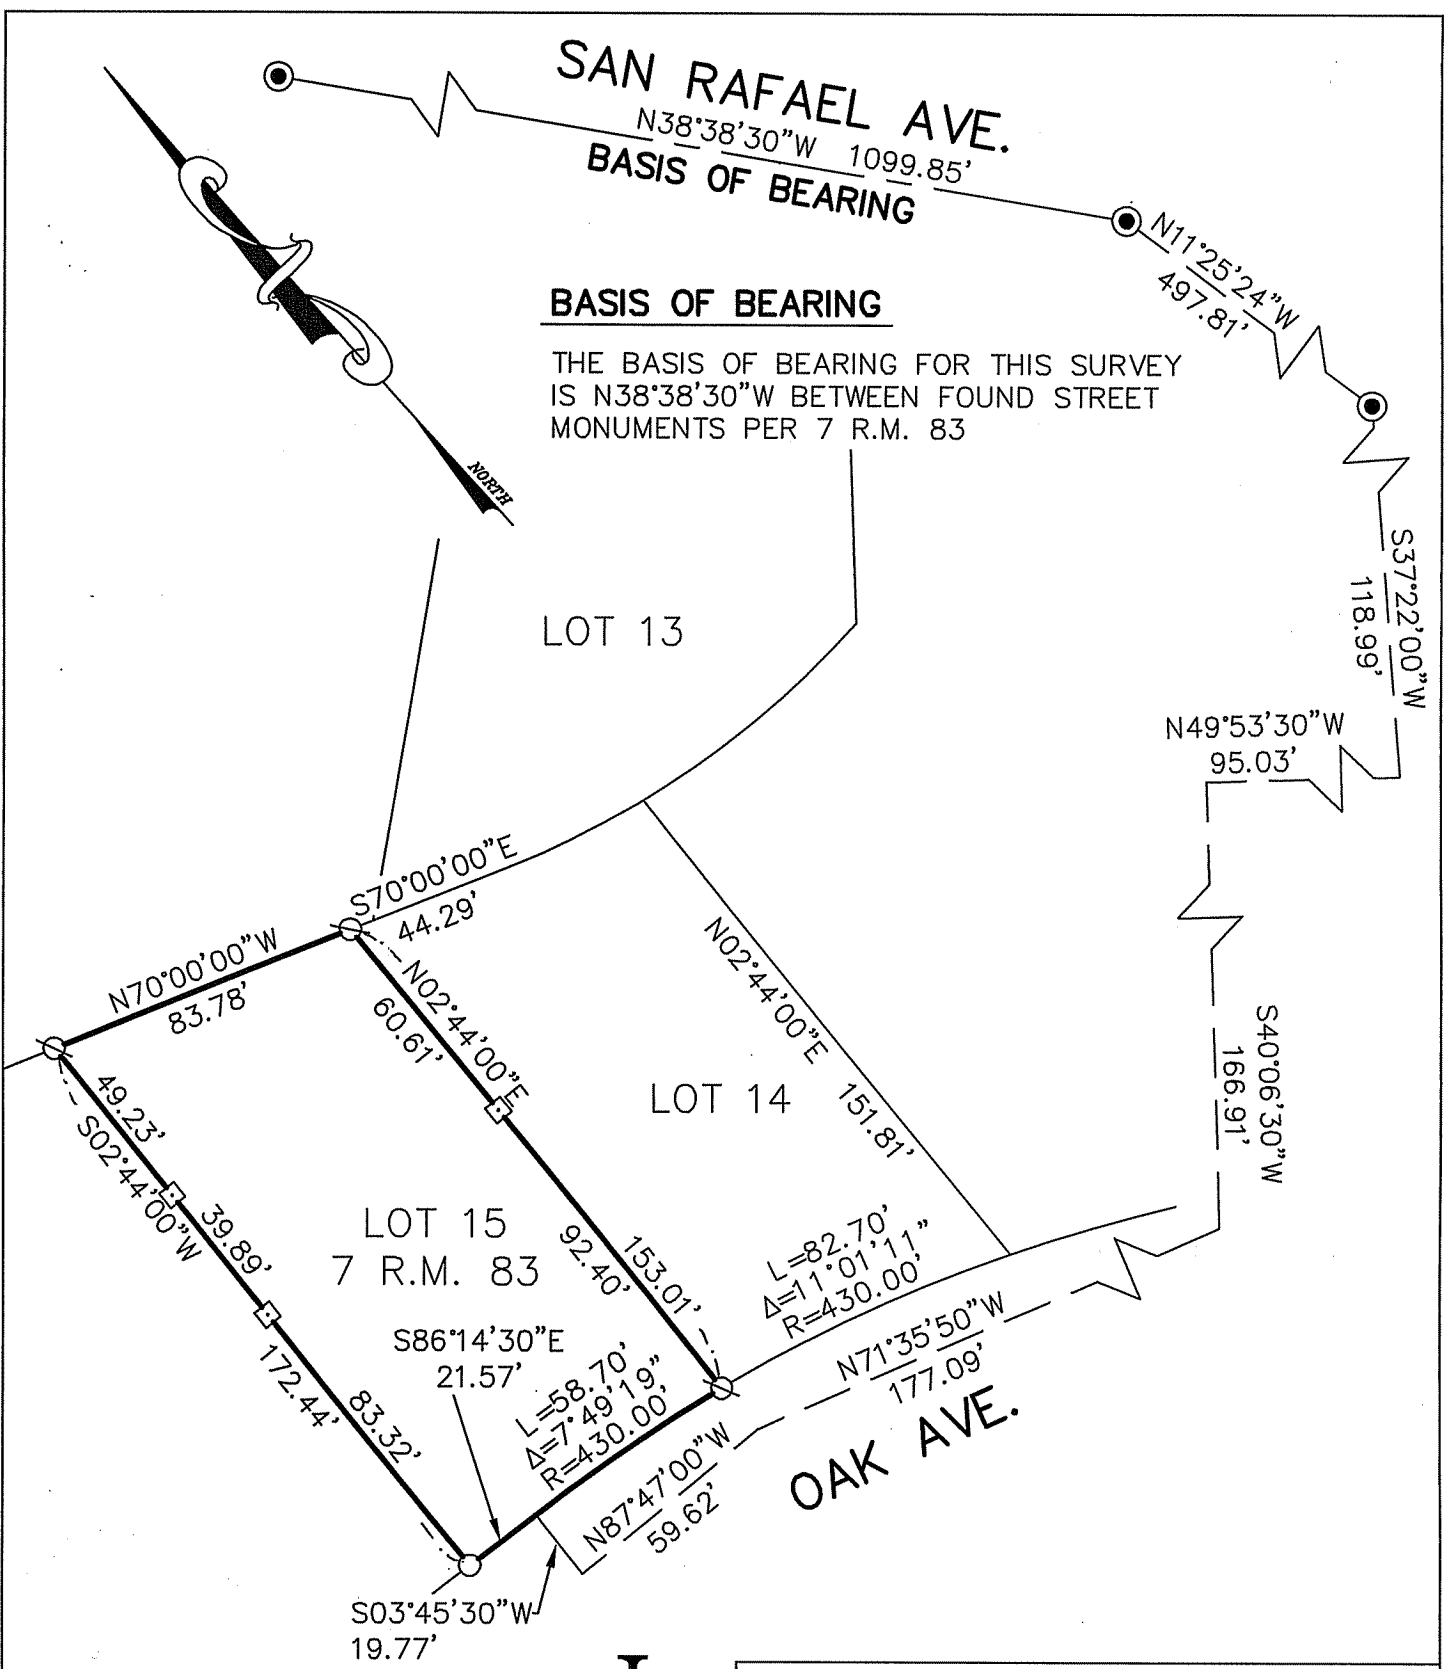 SAN RAFAEL AVE.
N38°38'30"W 1099.85'
BASIS OF BEARING
N11°25'24"W
497.81'
BASIS OF BEARING
THE BASIS OF BEARING FOR THIS SURVEY
IS N38°38'30"W BETWEEN FOUND STREET
MONUMENTS PER 7 R.M. 83
NORTH
S37°22'00"W
118.99'
LOT 13
N49°53'30"W
95.03'
S70°00'00"E
44.29'
N70°00'00"W
83.78'
N02°44'00"E
60.61'
N02°44'00"E 151.81'
S40°06'30"W
166.91'
LOT 14
49.23'
S02°44'00"W
39.89'
LOT 15
7 R.M. 83
92.40'
153.01'
L=82.70'
Δ=11°01'11"
R=430.00'
S86°14'30"E
21.57'
L=58.70'
Δ=7°49'19"
R=430.00'
N71°35'50"W
177.09'
172.44'
83.32'
OAK AVE.
N87°47'00"W
59.62'
S03°45'30"W
19.77'